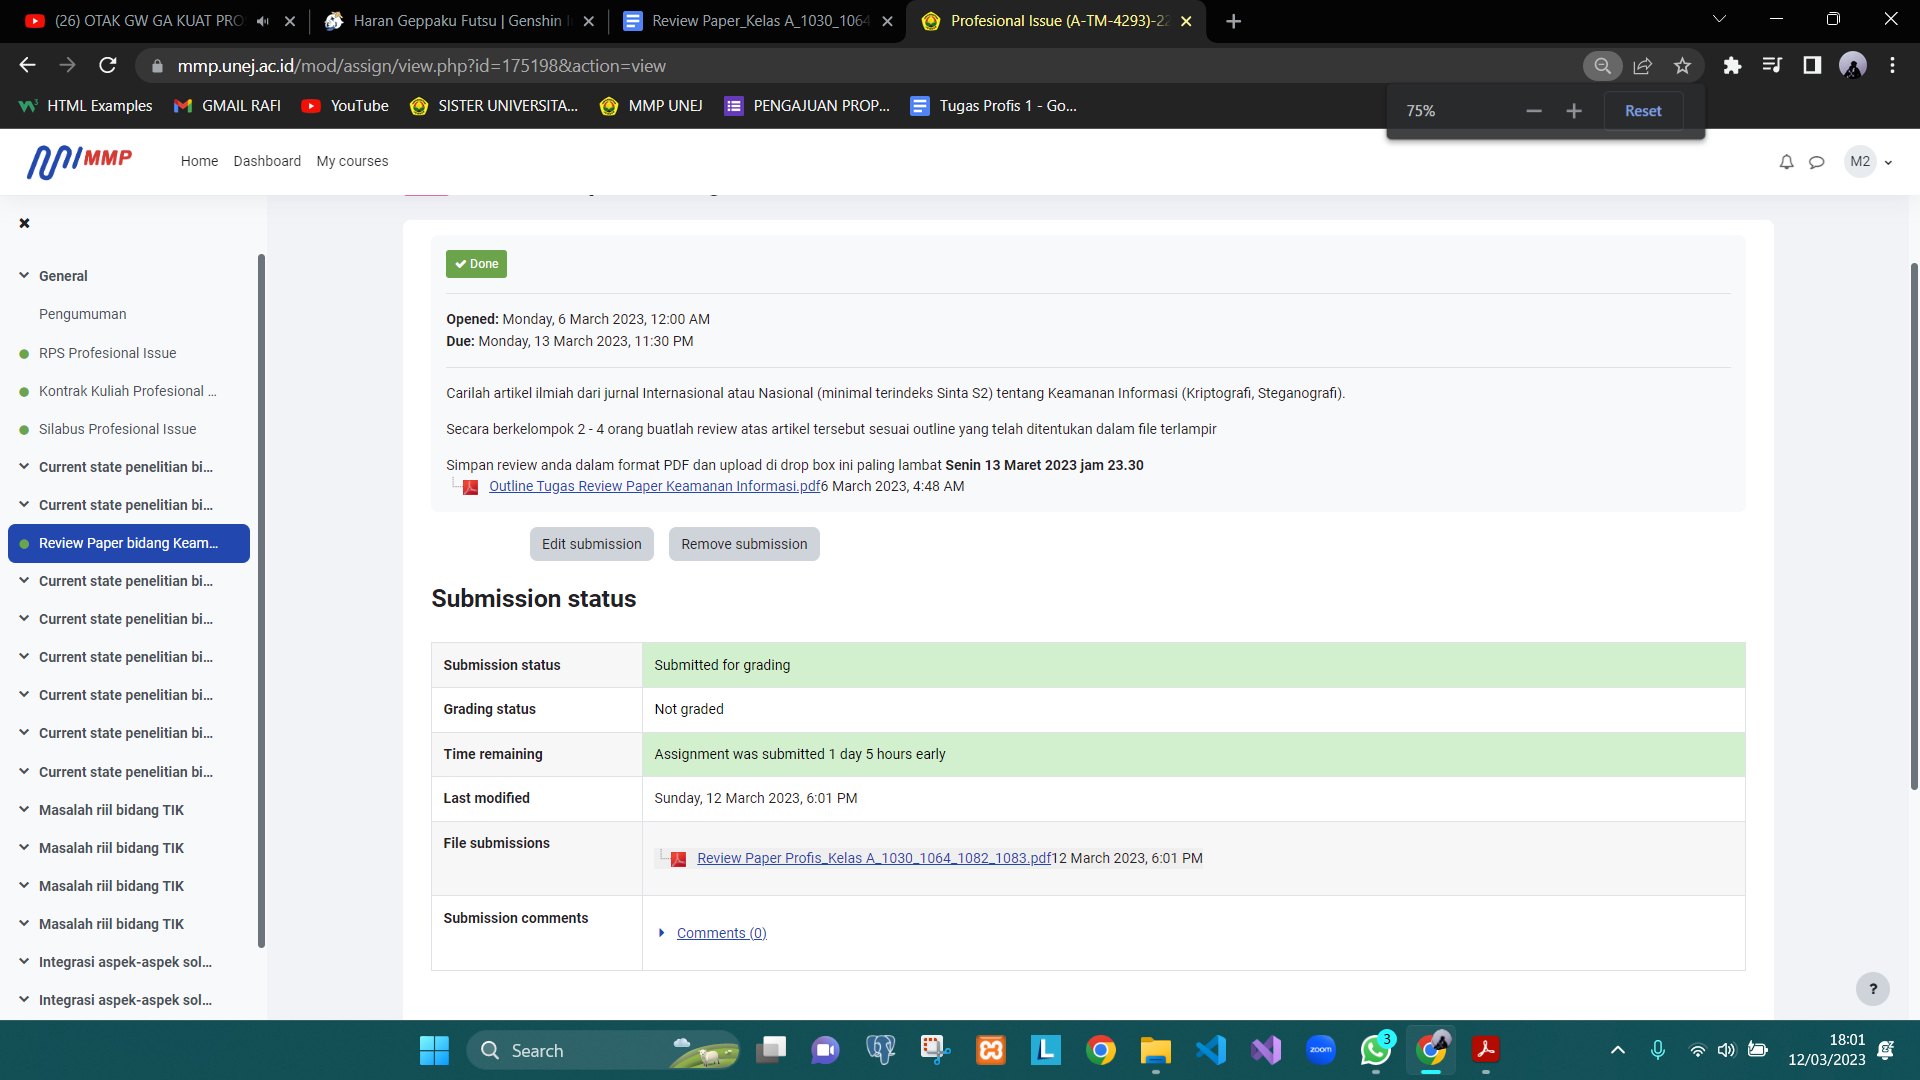 (26) OTAK GW GA KUAT PRO
Haran Geppaku Futsu | Genshin I
Review Paper_Kelas A_1030_1064
Profesional Issue (A-TM-4293)-22
mmp.unej.ac.id/mod/assign/view.php?id=175198&action=view
HTML Examples
GMAIL RAFI
YouTube
SISTER UNIVERSITA...
MMP UNEJ
PENGAJUAN PROP...
Tugas Profis 1 - Go...
75%
Reset
MMP
Home
Dashboard
My courses
M2
General
Pengumuman
RPS Profesional Issue
Kontrak Kuliah Profesional ...
Silabus Profesional Issue
Current state penelitian bi...
Current state penelitian bi...
Review Paper bidang Keam...
Current state penelitian bi...
Current state penelitian bi...
Current state penelitian bi...
Current state penelitian bi...
Current state penelitian bi...
Current state penelitian bi...
Masalah riil bidang TIK
Masalah riil bidang TIK
Masalah riil bidang TIK
Masalah riil bidang TIK
Integrasi aspek-aspek sol...
Integrasi aspek-aspek sol...
Done
Opened: Monday, 6 March 2023, 12:00 AM
Due: Monday, 13 March 2023, 11:30 PM
Carilah artikel ilmiah dari jurnal Internasional atau Nasional (minimal terindeks Sinta S2) tentang Keamanan Informasi (Kriptografi, Steganografi).
Secara berkelompok 2 - 4 orang buatlah review atas artikel tersebut sesuai outline yang telah ditentukan dalam file terlampir
Simpan review anda dalam format PDF dan upload di drop box ini paling lambat Senin 13 Maret 2023 jam 23.30
Outline Tugas Review Paper Keamanan Informasi.pdf6 March 2023, 4:48 AM
Edit submission
Remove submission
Submission status
Submission status
Submitted for grading
Grading status
Not graded
Time remaining
Assignment was submitted 1 day 5 hours early
Last modified
Sunday, 12 March 2023, 6:01 PM
File submissions
Review Paper Profis_Kelas A_1030_1064_1082_1083.pdf12 March 2023, 6:01 PM
Submission comments
Comments (0)
?
Search
L
zoom
3
18:01
12/03/2023